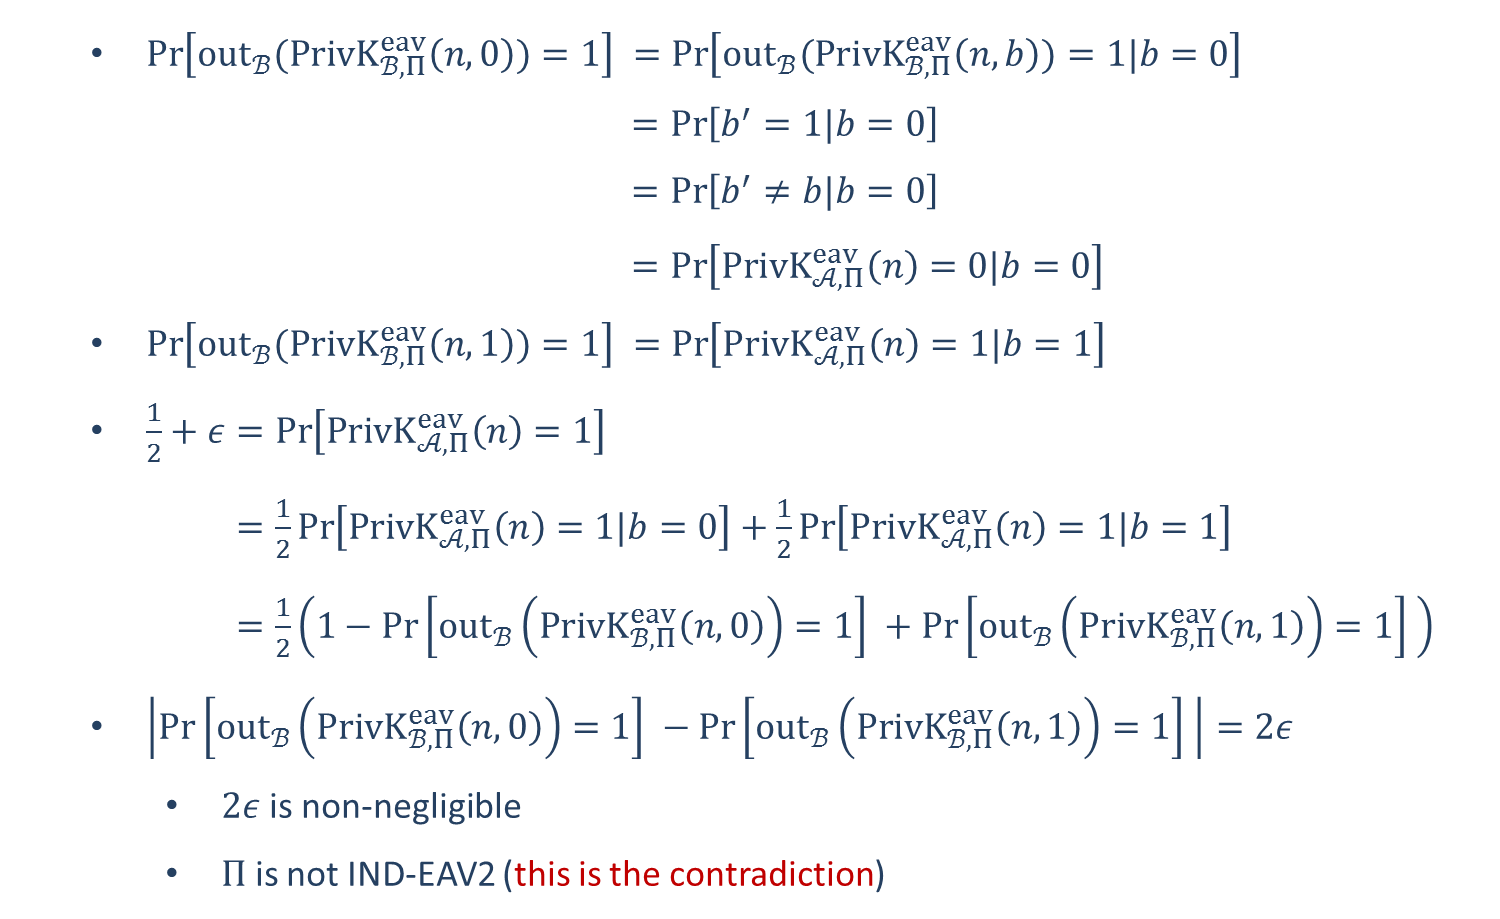 • Pr[out_ℬ(PrivK^eav_ℬ,Π(n, 0)) = 1] = Pr[out_ℬ(PrivK^eav_ℬ,Π(n, b)) = 1|b = 0]
= Pr[b′ = 1|b = 0]
= Pr[b′ ≠ b|b = 0]
= Pr[PrivK^eav_𝒜,Π(n) = 0|b = 0]
• Pr[out_ℬ(PrivK^eav_ℬ,Π(n, 1)) = 1] = Pr[PrivK^eav_𝒜,Π(n) = 1|b = 1]
• 1/2 + ϵ = Pr[PrivK^eav_𝒜,Π(n) = 1]
= 1/2 Pr[PrivK^eav_𝒜,Π(n) = 1|b = 0] + 1/2 Pr[PrivK^eav_𝒜,Π(n) = 1|b = 1]
= 1/2 (1 − Pr[out_ℬ(PrivK^eav_ℬ,Π(n, 0)) = 1] + Pr[out_ℬ(PrivK^eav_ℬ,Π(n, 1)) = 1])
• |Pr[out_ℬ(PrivK^eav_ℬ,Π(n, 0)) = 1] − Pr[out_ℬ(PrivK^eav_ℬ,Π(n, 1)) = 1]| = 2ϵ
• 2ϵ is non-negligible
• Π is not IND-EAV2 (this is the contradiction)